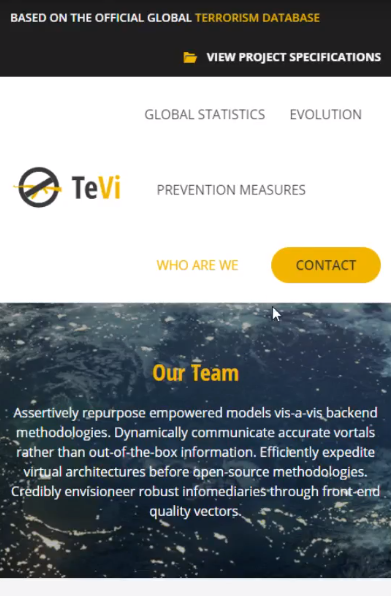 BASED ON THE OFFICIAL GLOBAL TERRORISM DATABASE
VIEW PROJECT SPECIFICATIONS
GLOBAL STATISTICS EVOLUTION
TeVi PREVENTION MEASURES
WHO ARE WE CONTACT
Our Team
Assertively repurpose empowered models vis-a-vis backend
methodologies. Dynamically communicate accurate vortals
rather than out-of-the-box information. Efficiently expedite
virtual architectures before open-source methodologies.
Credibly envisioneer robust infomediaries through front-end
quality vectors.